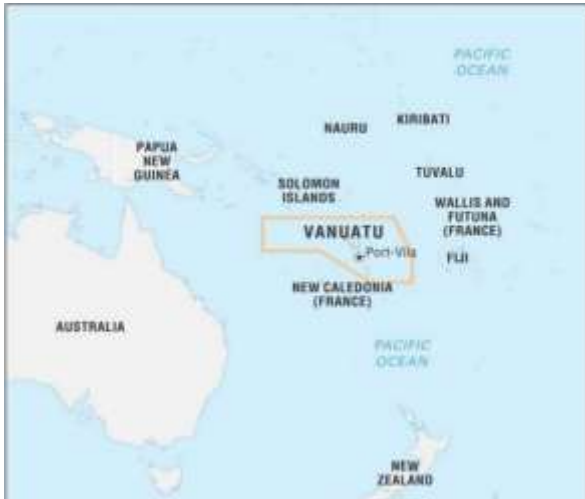 PACIFIC
OCEAN
NAURU
KIRIBATI
PAPUA
NEW
GUINEA
TUVALU
SOLOMON
ISLANDS
WALLIS AND
FUTUNA
(FRANCE)
VANUATU
Port-Vila
FIJI
NEW CALEDONIA
(FRANCE)
AUSTRALIA
PACIFIC
OCEAN
NEW
ZEALAND